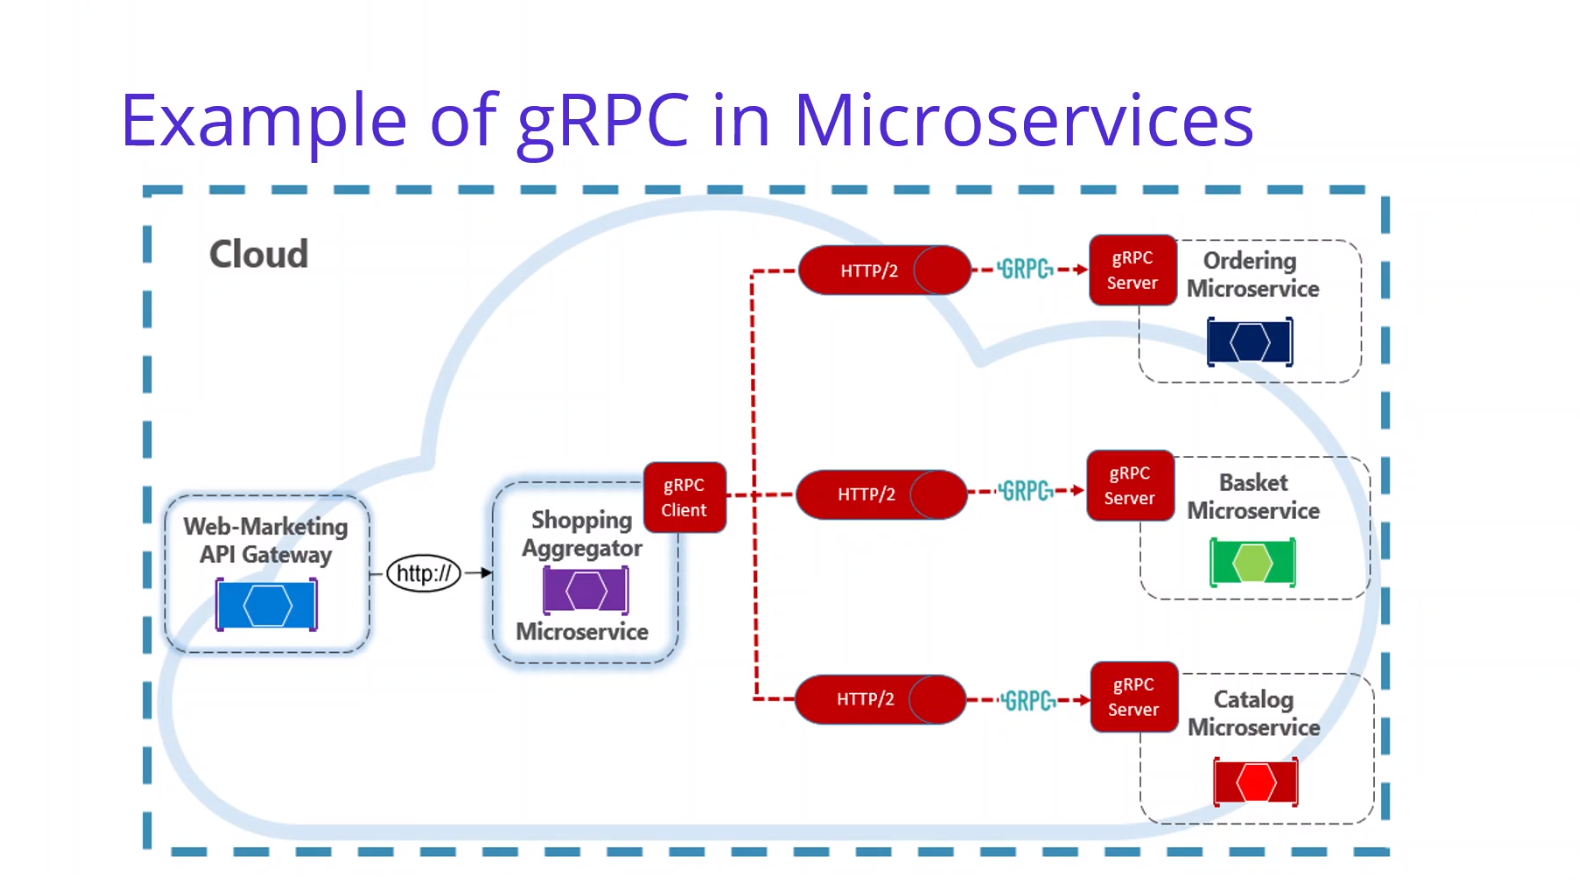 Example of gRPC in Microservices
Cloud
HTTP/2
GRPC
gRPC
Server
Ordering
Microservice
Web-Marketing
API Gateway
http://
Shopping
Aggregator
Microservice
gRPC
Client
HTTP/2
GRPC
gRPC
Server
Basket
Microservice
HTTP/2
GRPC
gRPC
Server
Catalog
Microservice